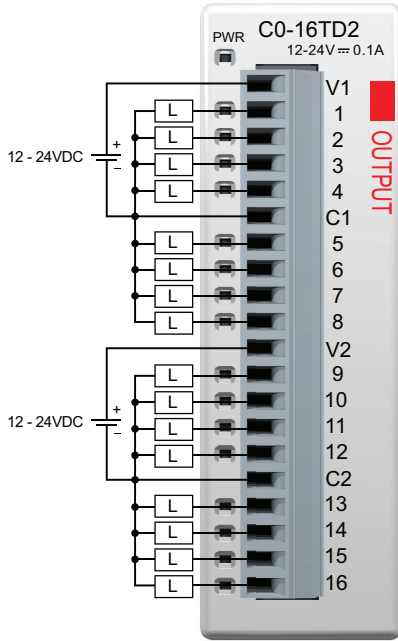 PWR C0-16TD2
12-24V ⎓ 0.1A
V1
L 1
L 2
+
12 - 24VDC
L 3
−
L 4
C1
L 5
L 6
L 7
L 8
V2
L 9
L 10
+
12 - 24VDC
L 11
−
L 12
C2
L 13
L 14
L 15
L 16
OUTPUT